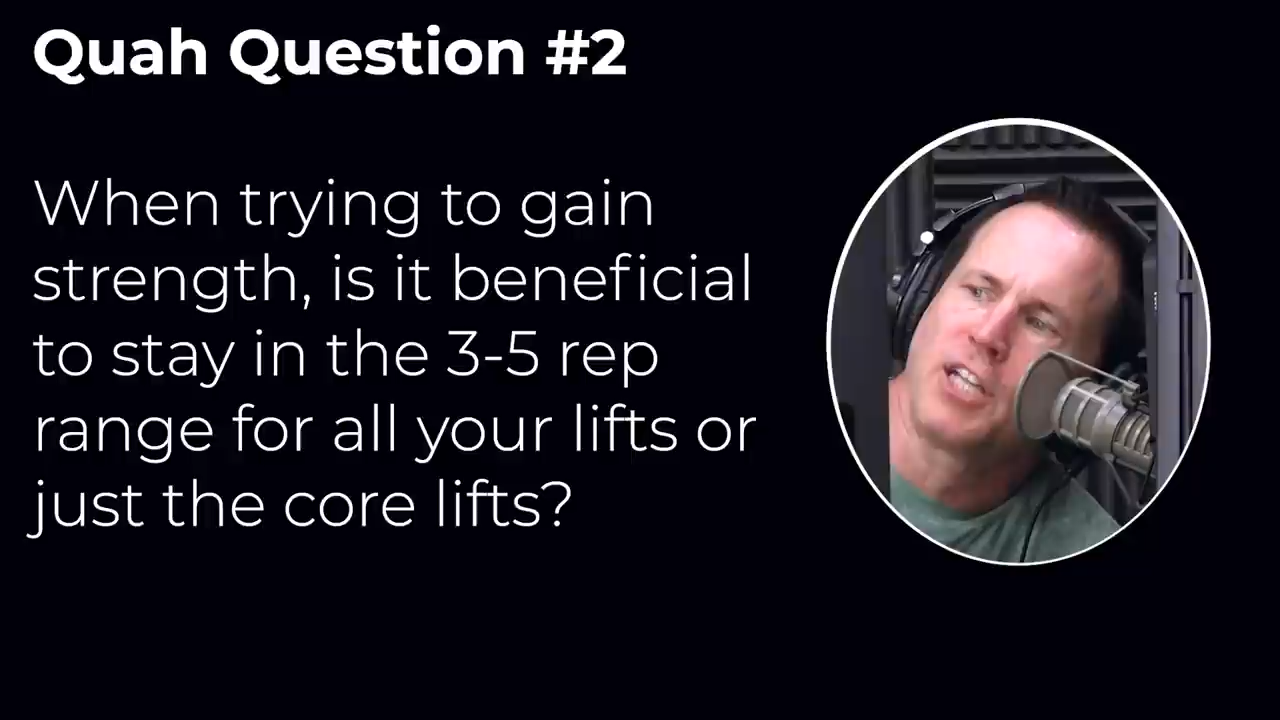 Quah Question #2
When trying to gain
strength, is it beneficial
to stay in the 3-5 rep
range for all your lifts or
just the core lifts?